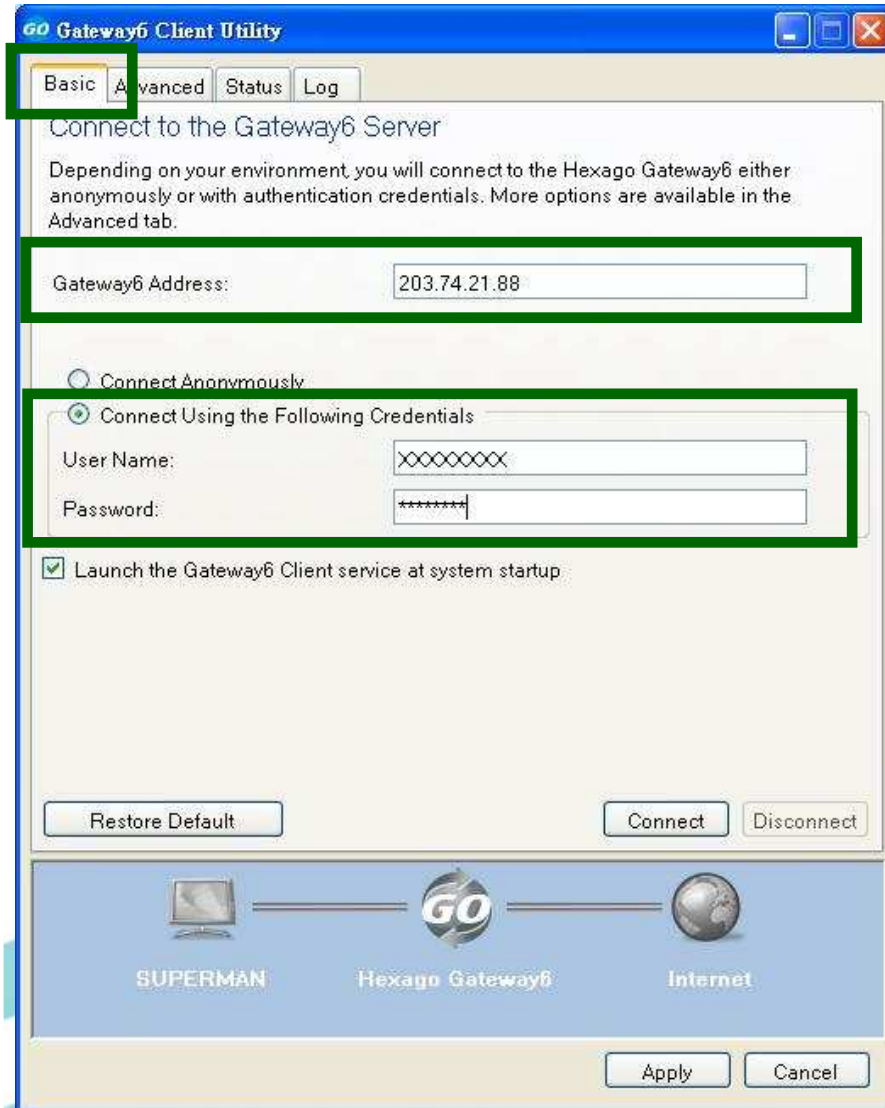 GO Gateway6 Client Utility
Basic Advanced Status Log
Connect to the Gateway6 Server
Depending on your environment, you will connect to the Hexago Gateway6 either
anonymously or with authentication credentials. More options are available in the
Advanced tab.
Gateway6 Address: 203.74.21.88
Connect Anonymously
Connect Using the Following Credentials
User Name: XXXXXXXXX
Password: ********
Launch the Gateway6 Client service at system startup
Restore Default Connect Disconnect
GO
SUPERMAN Hexago Gateway6 Internet
Apply Cancel